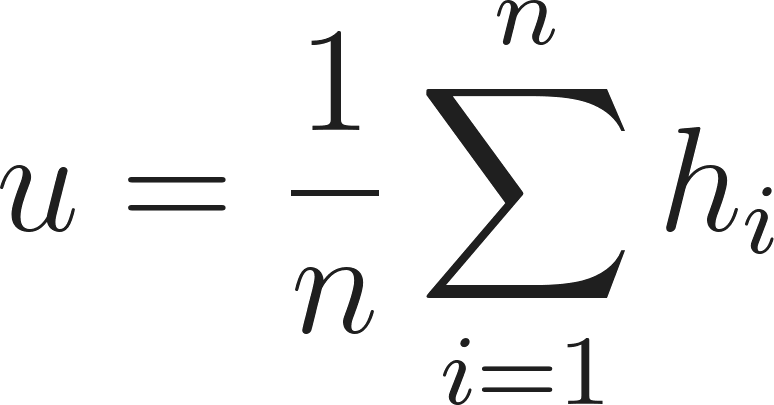 u = \frac{1}{n} \sum_{i=1}^{n} h_i